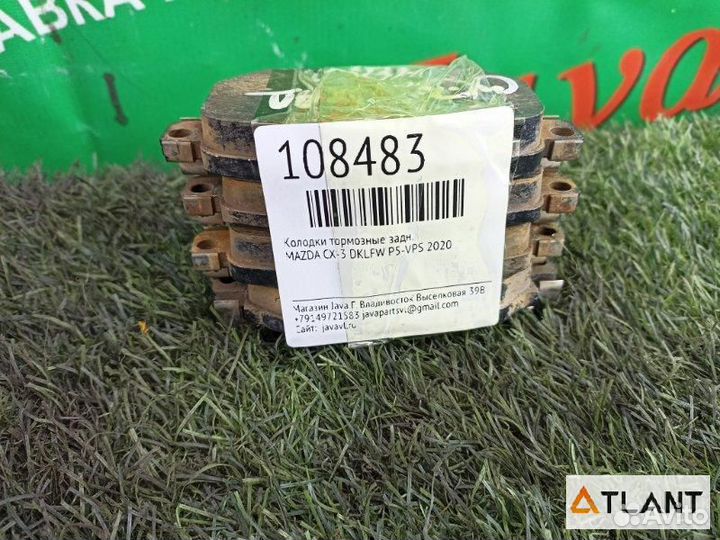 108483
Колодки тормозные задн.
MAZDA CX-3 DKLFW P5-VPS 2020
Магазин Java Г. Владивосток Выселковая 39В
+79149721583 javapartsvl@gmail.com
Сайт: javavl.ru
ATLANT
Avito